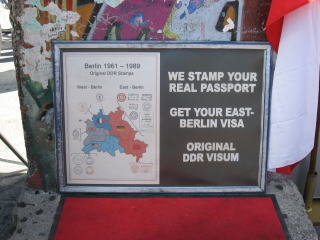 Berlin 1961 – 1989
Original DDR Stamps
West - Berlin
East - Berlin
WE STAMP YOUR
REAL PASSPORT
GET YOUR EAST-
BERLIN VISA
ORIGINAL
DDR VISUM